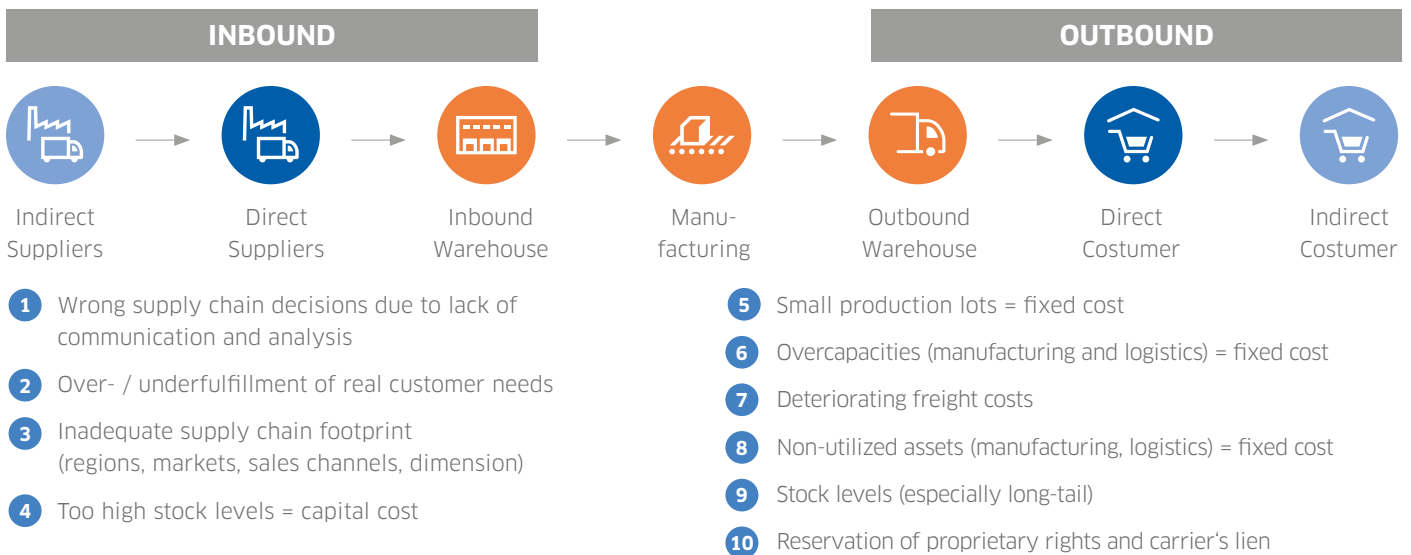 INBOUND
OUTBOUND
Indirect
Suppliers
Direct
Suppliers
Inbound
Warehouse
Manu-
facturing
Outbound
Warehouse
Direct
Costumer
Indirect
Costumer
1 Wrong supply chain decisions due to lack of
communication and analysis
2 Over- / underfulfillment of real customer needs
3 Inadequate supply chain footprint
(regions, markets, sales channels, dimension)
4 Too high stock levels = capital cost
5 Small production lots = fixed cost
6 Overcapacities (manufacturing and logistics) = fixed cost
7 Deteriorating freight costs
8 Non-utilized assets (manufacturing, logistics) = fixed cost
9 Stock levels (especially long-tail)
10 Reservation of proprietary rights and carrier‘s lien